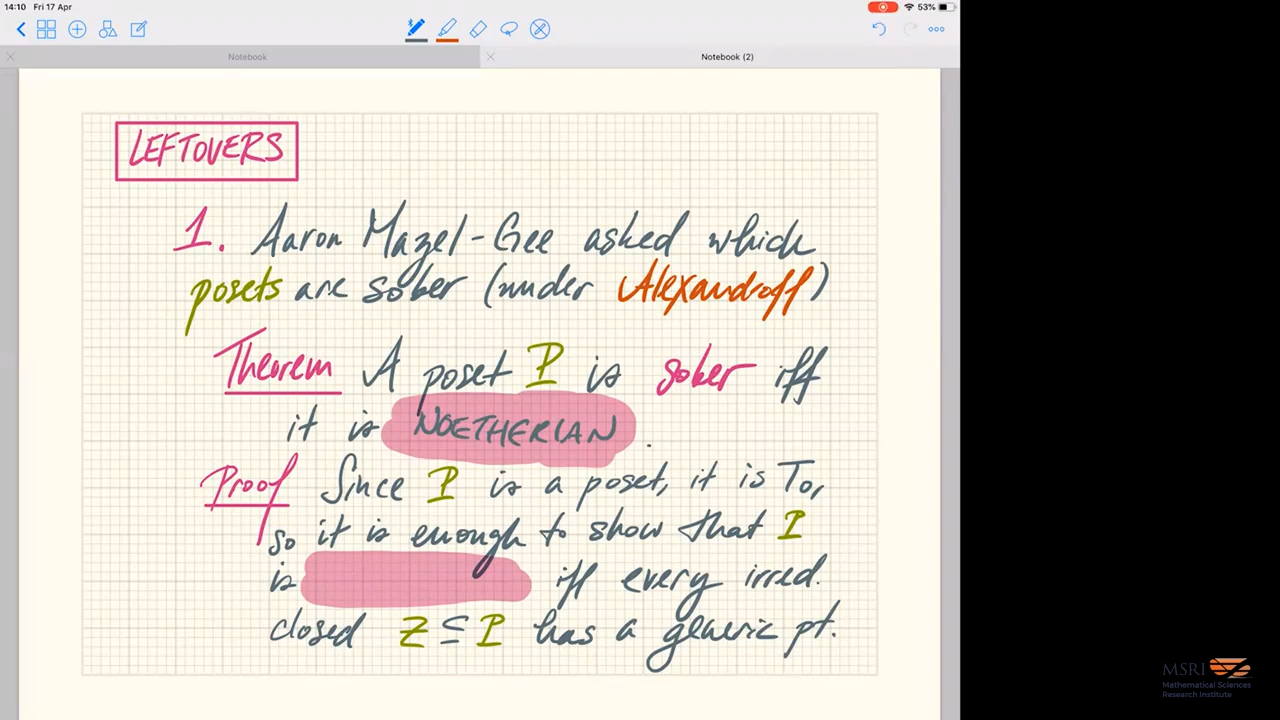 14:10 Fri 17 Apr
53%
Notebook
Notebook (2)
LEFTOVERS
1. Aaron Mazel-Gee asked which
posets are sober (under Alexandroff)
Theorem A poset P is sober iff
it is NOETHERIAN.
Proof Since P is a poset, it is T0,
so it is enough to show that P
is iff every irred.
closed Z ⊆ P has a generic pt.
MSRI
Mathematical Sciences
Research Institute